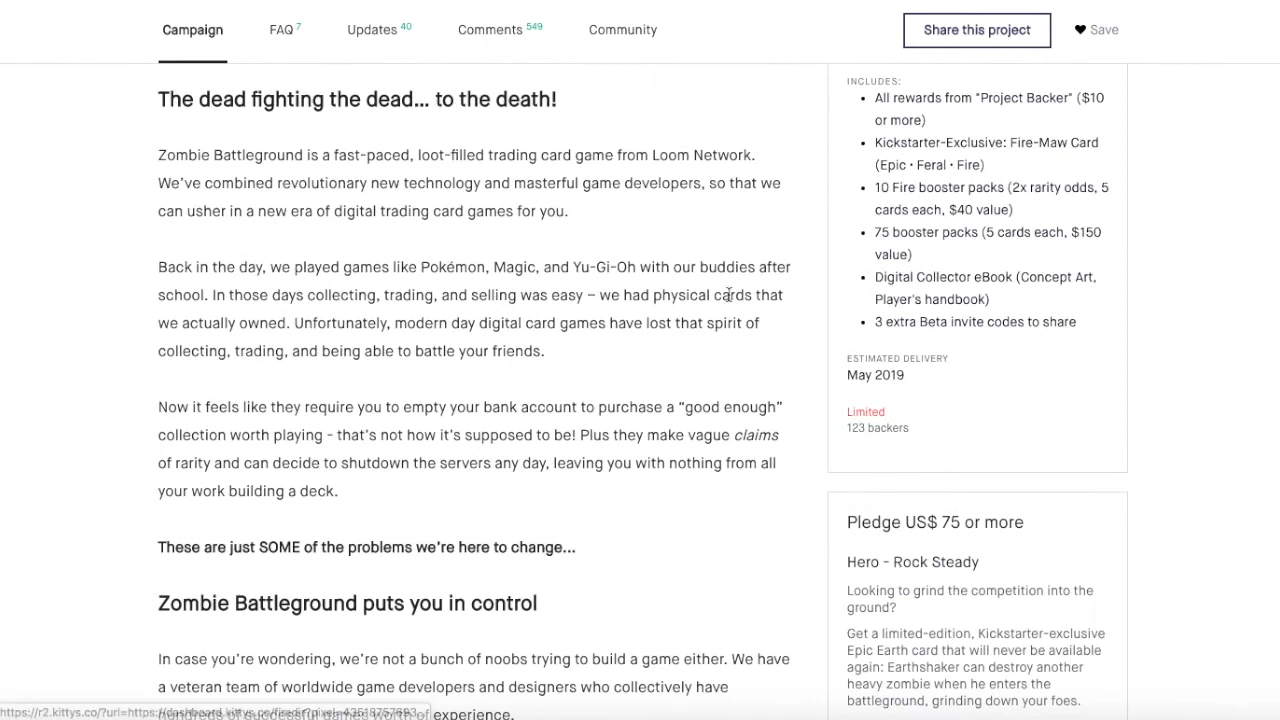 Campaign
FAQ 7
Updates 40
Comments 549
Community
Share this project
Save
The dead fighting the dead... to the death!
Zombie Battleground is a fast-paced, loot-filled trading card game from Loom Network.
We’ve combined revolutionary new technology and masterful game developers, so that we
can usher in a new era of digital trading card games for you.
Back in the day, we played games like Pokémon, Magic, and Yu-Gi-Oh with our buddies after
school. In those days collecting, trading, and selling was easy – we had physical cards that
we actually owned. Unfortunately, modern day digital card games have lost that spirit of
collecting, trading, and being able to battle your friends.
Now it feels like they require you to empty your bank account to purchase a “good enough”
collection worth playing - that’s not how it’s supposed to be! Plus they make vague claims
of rarity and can decide to shutdown the servers any day, leaving you with nothing from all
your work building a deck.
These are just SOME of the problems we’re here to change...
Zombie Battleground puts you in control
In case you’re wondering, we’re not a bunch of noobs trying to build a game either. We have
a veteran team of worldwide game developers and designers who collectively have
hundreds of successful games worth of experience.
INCLUDES:
• All rewards from "Project Backer" ($10
or more)
• Kickstarter-Exclusive: Fire-Maw Card
(Epic • Feral • Fire)
• 10 Fire booster packs (2x rarity odds, 5
cards each, $40 value)
• 75 booster packs (5 cards each, $150
value)
• Digital Collector eBook (Concept Art,
Player's handbook)
• 3 extra Beta invite codes to share
ESTIMATED DELIVERY
May 2019
Limited
123 backers
Pledge US$ 75 or more
Hero - Rock Steady
Looking to grind the competition into the
ground?
Get a limited-edition, Kickstarter-exclusive
Epic Earth card that will never be available
again: Earthshaker can destroy another
heavy zombie when he enters the
battleground, grinding down your foes.